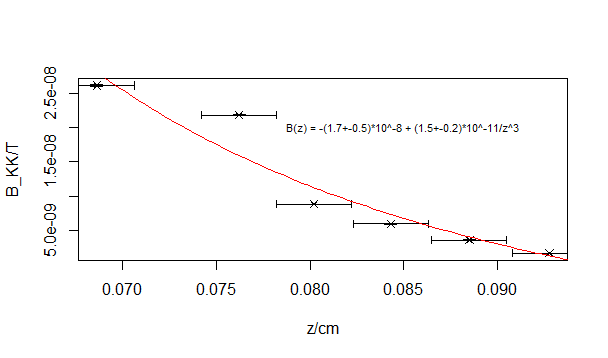 B(z) = -(1.7+-0.5)*10^-8 + (1.5+-0.2)*10^-11/z^3
B_KK/T
2.5e-08
1.5e-08
5.0e-09
0.070 0.075 0.080 0.085 0.090
z/cm